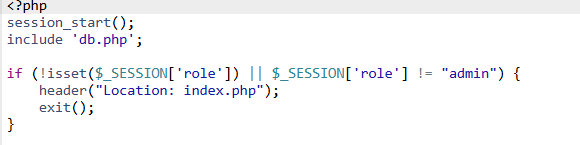 <?php
session_start();
include 'db.php';

if (!isset($_SESSION['role']) || $_SESSION['role'] != "admin") {
    header("Location: index.php");
    exit();
}